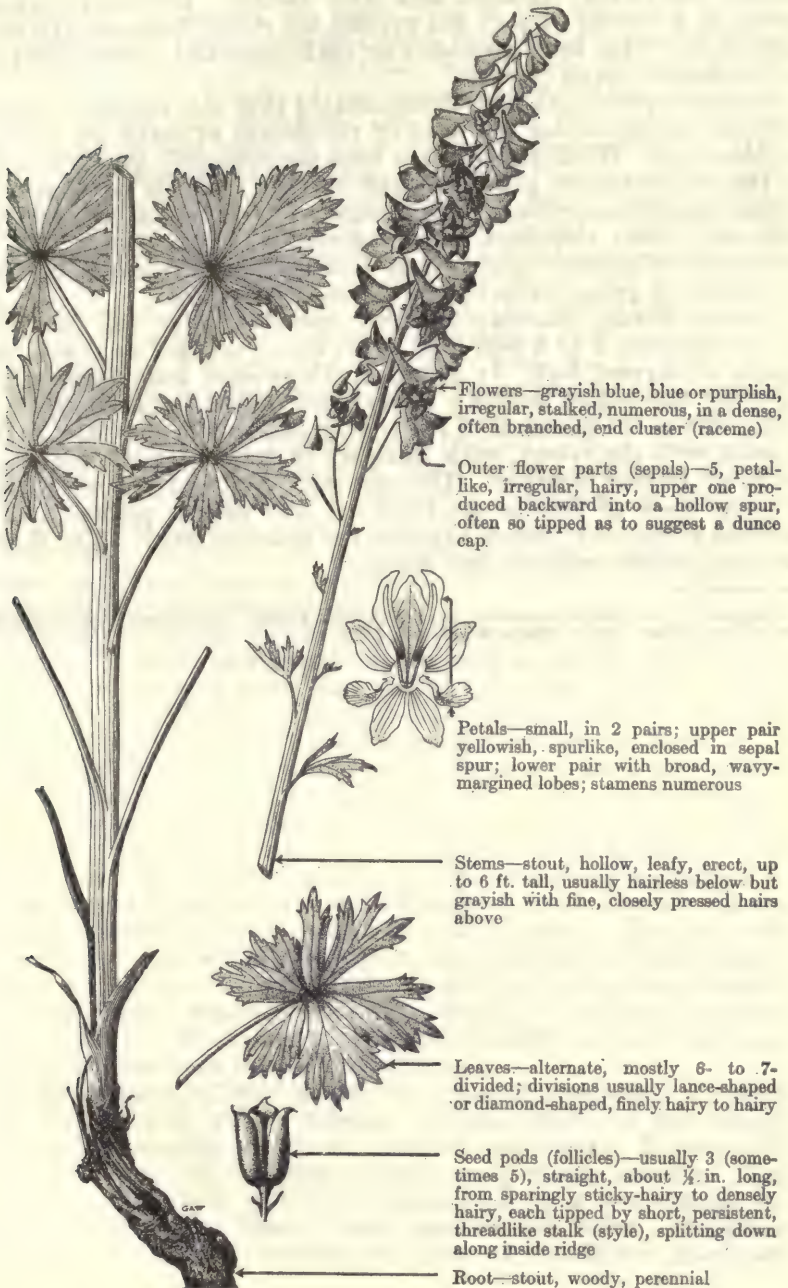 Flowers—grayish blue, blue or purplish,
irregular, stalked, numerous, in a dense,
often branched, end cluster (raceme)
Outer flower parts (sepals)—5, petal-
like, irregular, hairy, upper one pro-
duced backward into a hollow spur,
often so tipped as to suggest a dunce
cap.
Petals—small, in 2 pairs; upper pair
yellowish, spurlike, enclosed in sepal
spur; lower pair with broad, wavy-
margined lobes; stamens numerous
Stems—stout, hollow, leafy, erect, up
to 6 ft. tall, usually hairless below but
grayish with fine, closely pressed hairs
above
Leaves—alternate, mostly 6- to 7-
divided; divisions usually lance-shaped
or diamond-shaped, finely hairy to hairy
Seed pods (follicles)—usually 3 (some-
times 5), straight, about in. long,
from sparingly sticky-hairy to densely
hairy, each tipped by short, persistent,
threadlike stalk (style), splitting down
along inside ridge
Root—stout, woody, perennial